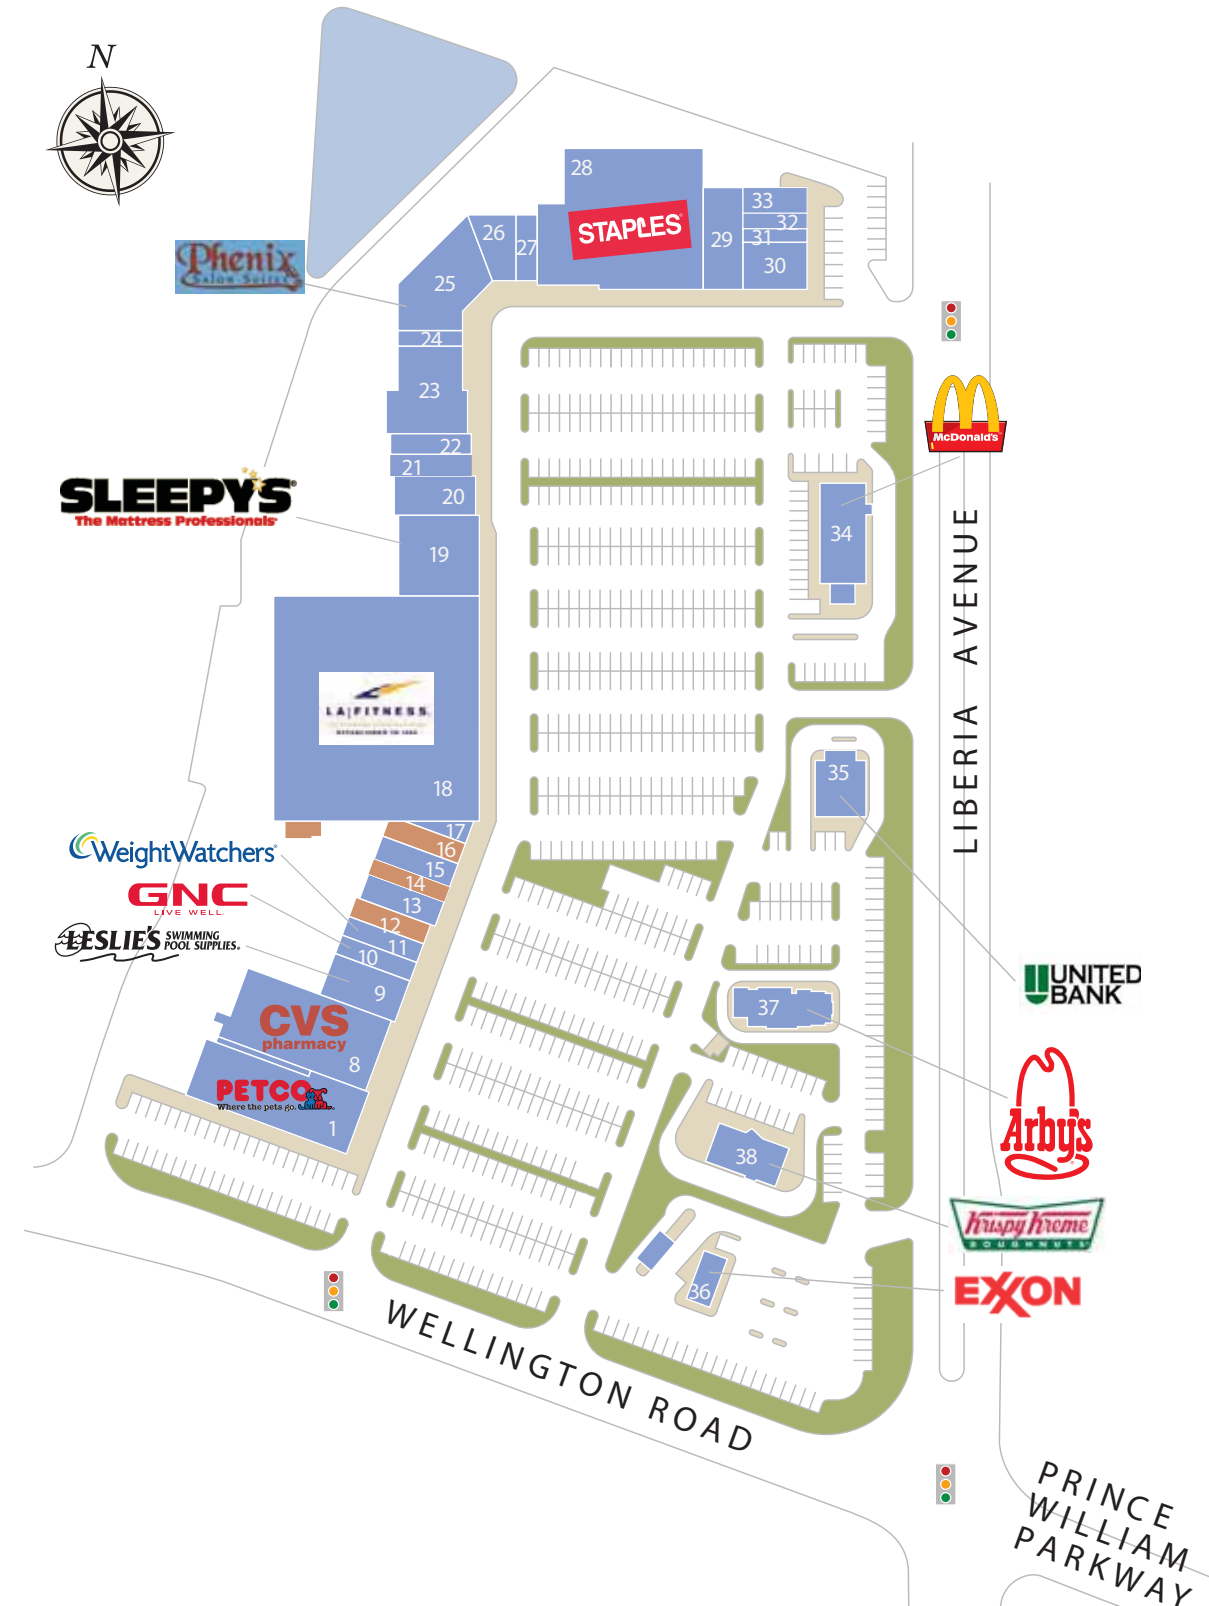 N
28
33
32
31
30
29
STAPLES
26
27
Phenix
Salon Suites
25
24
23
22
21
20
SLEEPY'S
The Mattress Professionals
19
McDonald's
34
LIBERIA AVENUE
LA|FITNESS.
18
35
17
16
15
14
13
12
11
10
9
WeightWatchers
GNC
LIVE WELL
LESLIE'S SWIMMING
POOL SUPPLIES.
UNITED
BANK
37
CVS
pharmacy
8
PETCO
Where the pets go.
1
Arby's
38
Krispy Kreme
DOUGHNUTS
36
EXXON
WELLINGTON ROAD
PRINCE
WILLIAM
PARKWAY